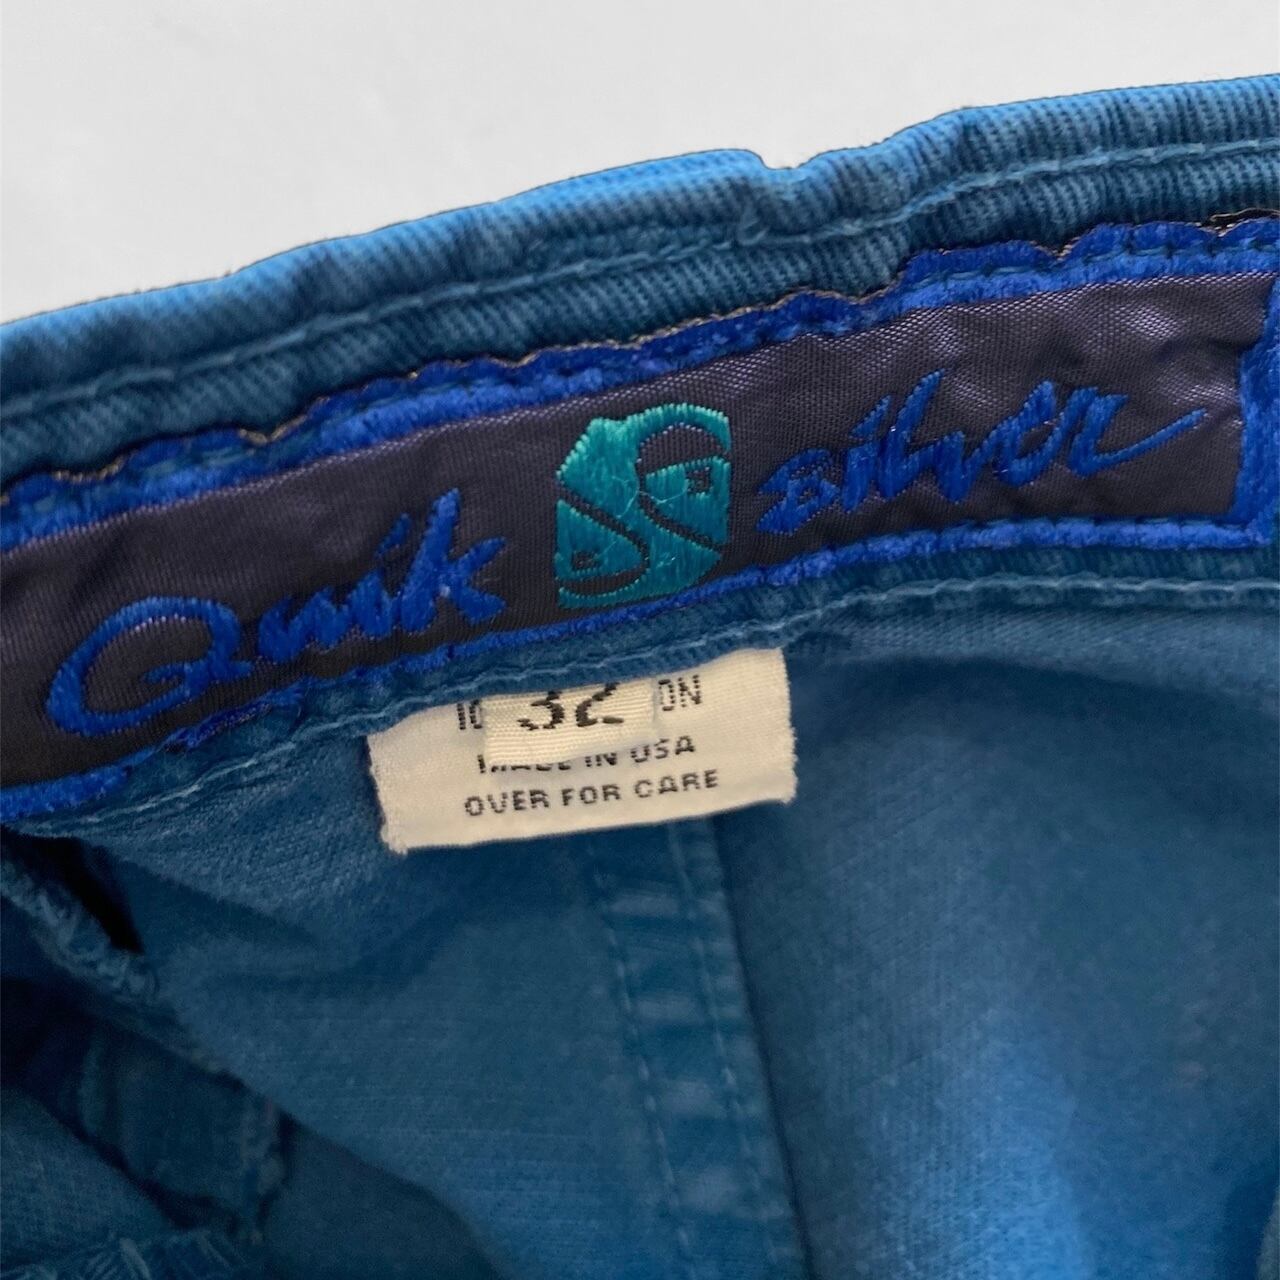 Quik Silver
32
MADE IN USA
OVER FOR CARE